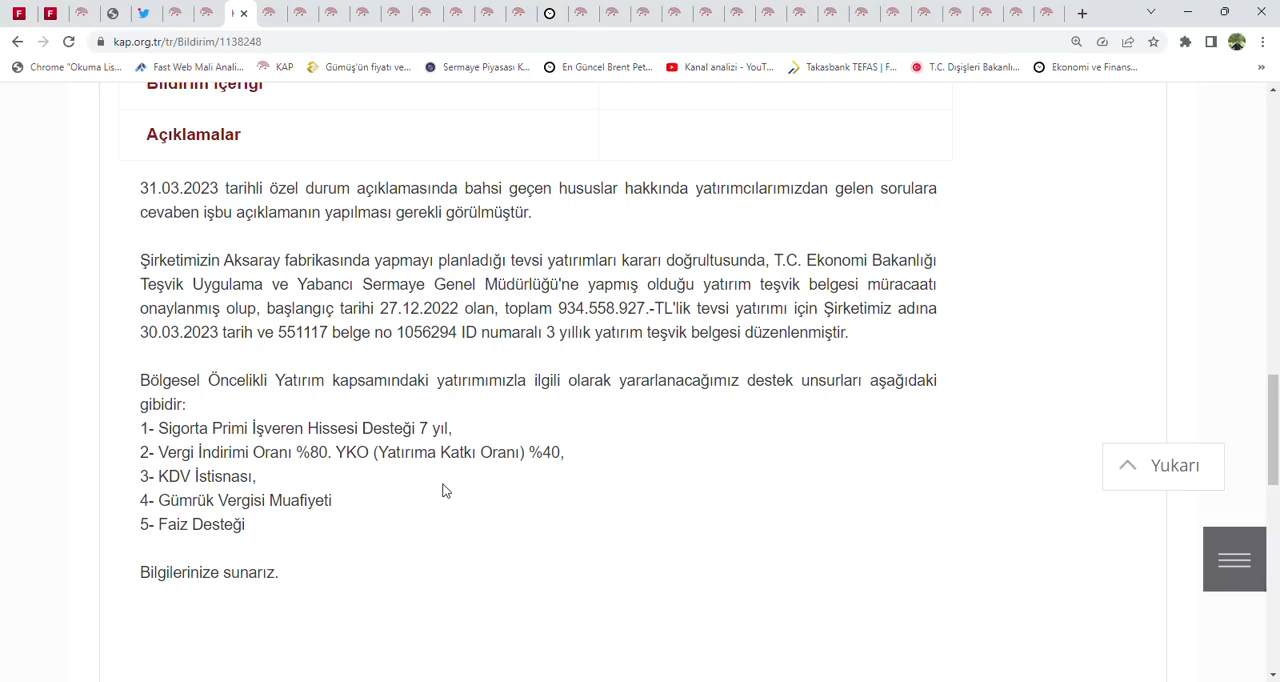 kap.org.tr/tr/Bildirim/1138248
Chrome "Okuma Lis...
Fast Web Mali Anali...
KAP
Gümüş'ün fiyatı ve...
Sermaye Piyasası K...
En Güncel Brent Pet...
Kanal analizi - YouT...
Takasbank TEFAS | F...
T.C. Dışişleri Bakanlı...
Ekonomi ve Finans...
»
Bildirim İçeriği
Açıklamalar
31.03.2023 tarihli özel durum açıklamasında bahsi geçen hususlar hakkında yatırımcılarımızdan gelen sorulara
cevaben işbu açıklamanın yapılması gerekli görülmüştür.
Şirketimizin Aksaray fabrikasında yapmayı planladığı tevsi yatırımları kararı doğrultusunda, T.C. Ekonomi Bakanlığı
Teşvik Uygulama ve Yabancı Sermaye Genel Müdürlüğü'ne yapmış olduğu yatırım teşvik belgesi müracaatı
onaylanmış olup, başlangıç tarihi 27.12.2022 olan, toplam 934.558.927.-TL'lik tevsi yatırımı için Şirketimiz adına
30.03.2023 tarih ve 551117 belge no 1056294 ID numaralı 3 yıllık yatırım teşvik belgesi düzenlenmiştir.
Bölgesel Öncelikli Yatırım kapsamındaki yatırımımızla ilgili olarak yararlanacağımız destek unsurları aşağıdaki
gibidir:
1- Sigorta Primi İşveren Hissesi Desteği 7 yıl,
2- Vergi İndirimi Oranı %80. YKO (Yatırıma Katkı Oranı) %40,
3- KDV İstisnası,
4- Gümrük Vergisi Muafiyeti
5- Faiz Desteği
Bilgilerinize sunarız.
Yukarı